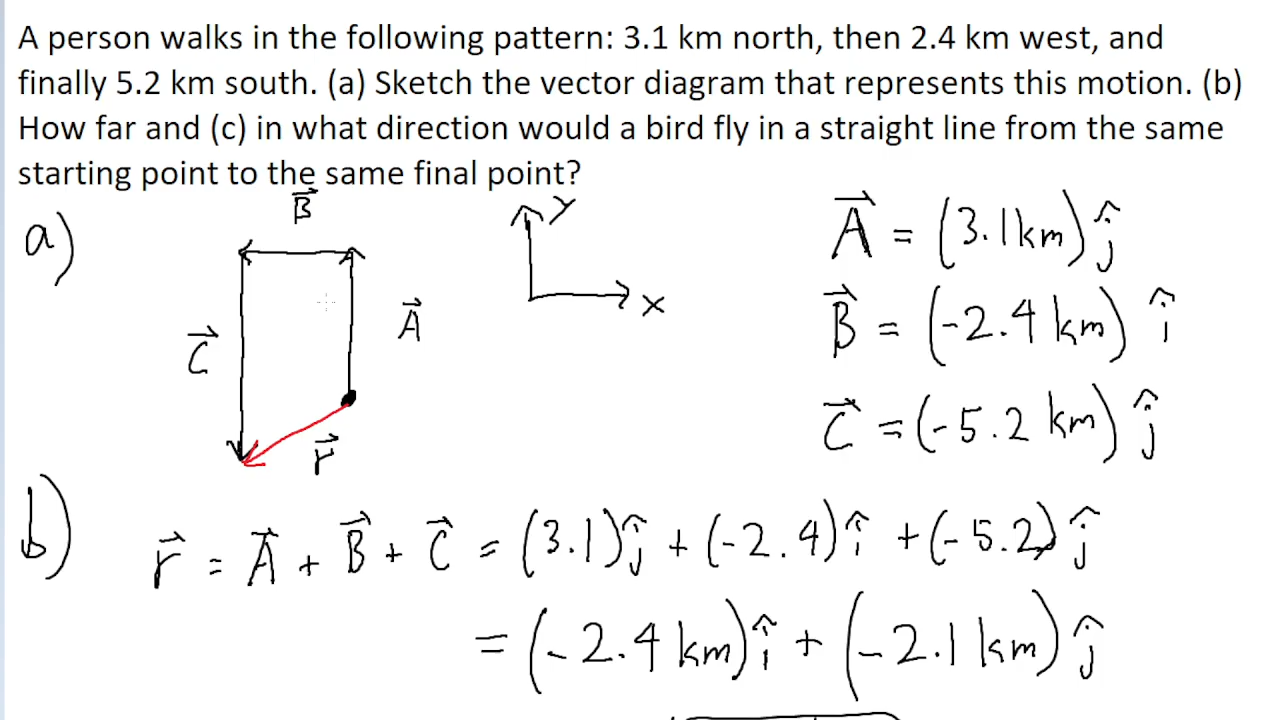 A person walks in the following pattern: 3.1 km north, then 2.4 km west, and
finally 5.2 km south. (a) Sketch the vector diagram that represents this motion. (b)
How far and (c) in what direction would a bird fly in a straight line from the same
starting point to the same final point?
a)
B⃗
A⃗
C⃗
r⃗
y
x
A⃗ = (3.1 km) ĵ
B⃗ = (-2.4 km) î
C⃗ = (-5.2 km) ĵ
b)
r⃗ = A⃗ + B⃗ + C⃗ = (3.1)ĵ + (-2.4)î + (-5.2)ĵ
= (-2.4 km)î + (-2.1 km)ĵ